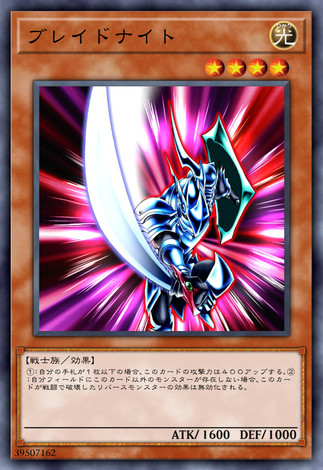 ブレイドナイト
光
【戦士族／効果】
①:自分の手札が1枚以下の場合、このカードの攻撃力は400アップする。②
:自分フィールドにこのカード以外のモンスターが存在しない場合、このカー
ドが戦闘で破壊したリバースモンスターの効果は無効化される。
ATK/ 1600 DEF/1000
39507162